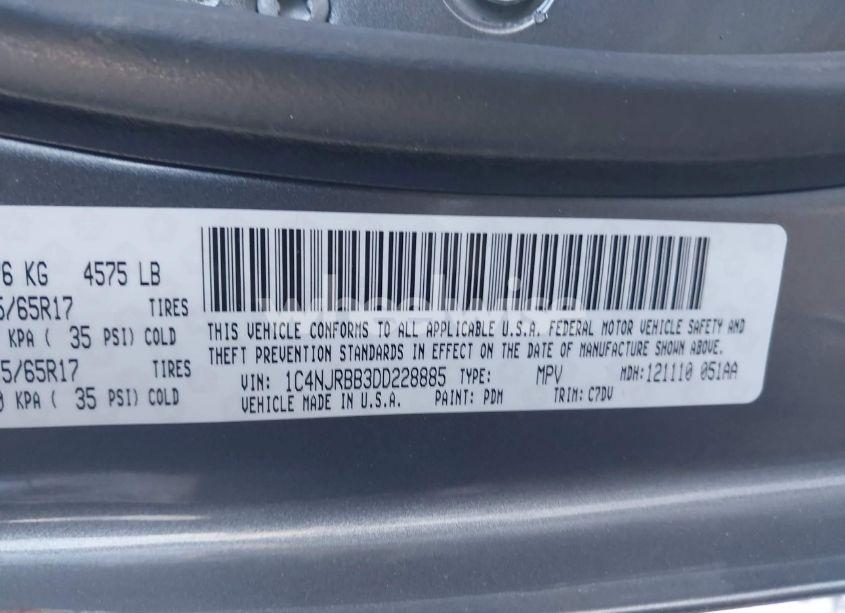 6 KG 4575 LB
5/65R17 TIRES
KPA ( 35 PSI) COLD
5/65R17 TIRES
0 KPA ( 35 PSI) COLD
wheelwise
THIS VEHICLE CONFORMS TO ALL APPLICABLE U.S.A. FEDERAL MOTOR VEHICLE SAFETY AND
THEFT PREVENTION STANDARDS IN EFFECT ON THE DATE OF MANUFACTURE SHOWN ABOVE.
VIN: 1C4NJRBB3DD228885 TYPE: MPV MDH:121110 051AA
VEHICLE MADE IN U.S.A. PAINT: PDM TRIM: C7DV